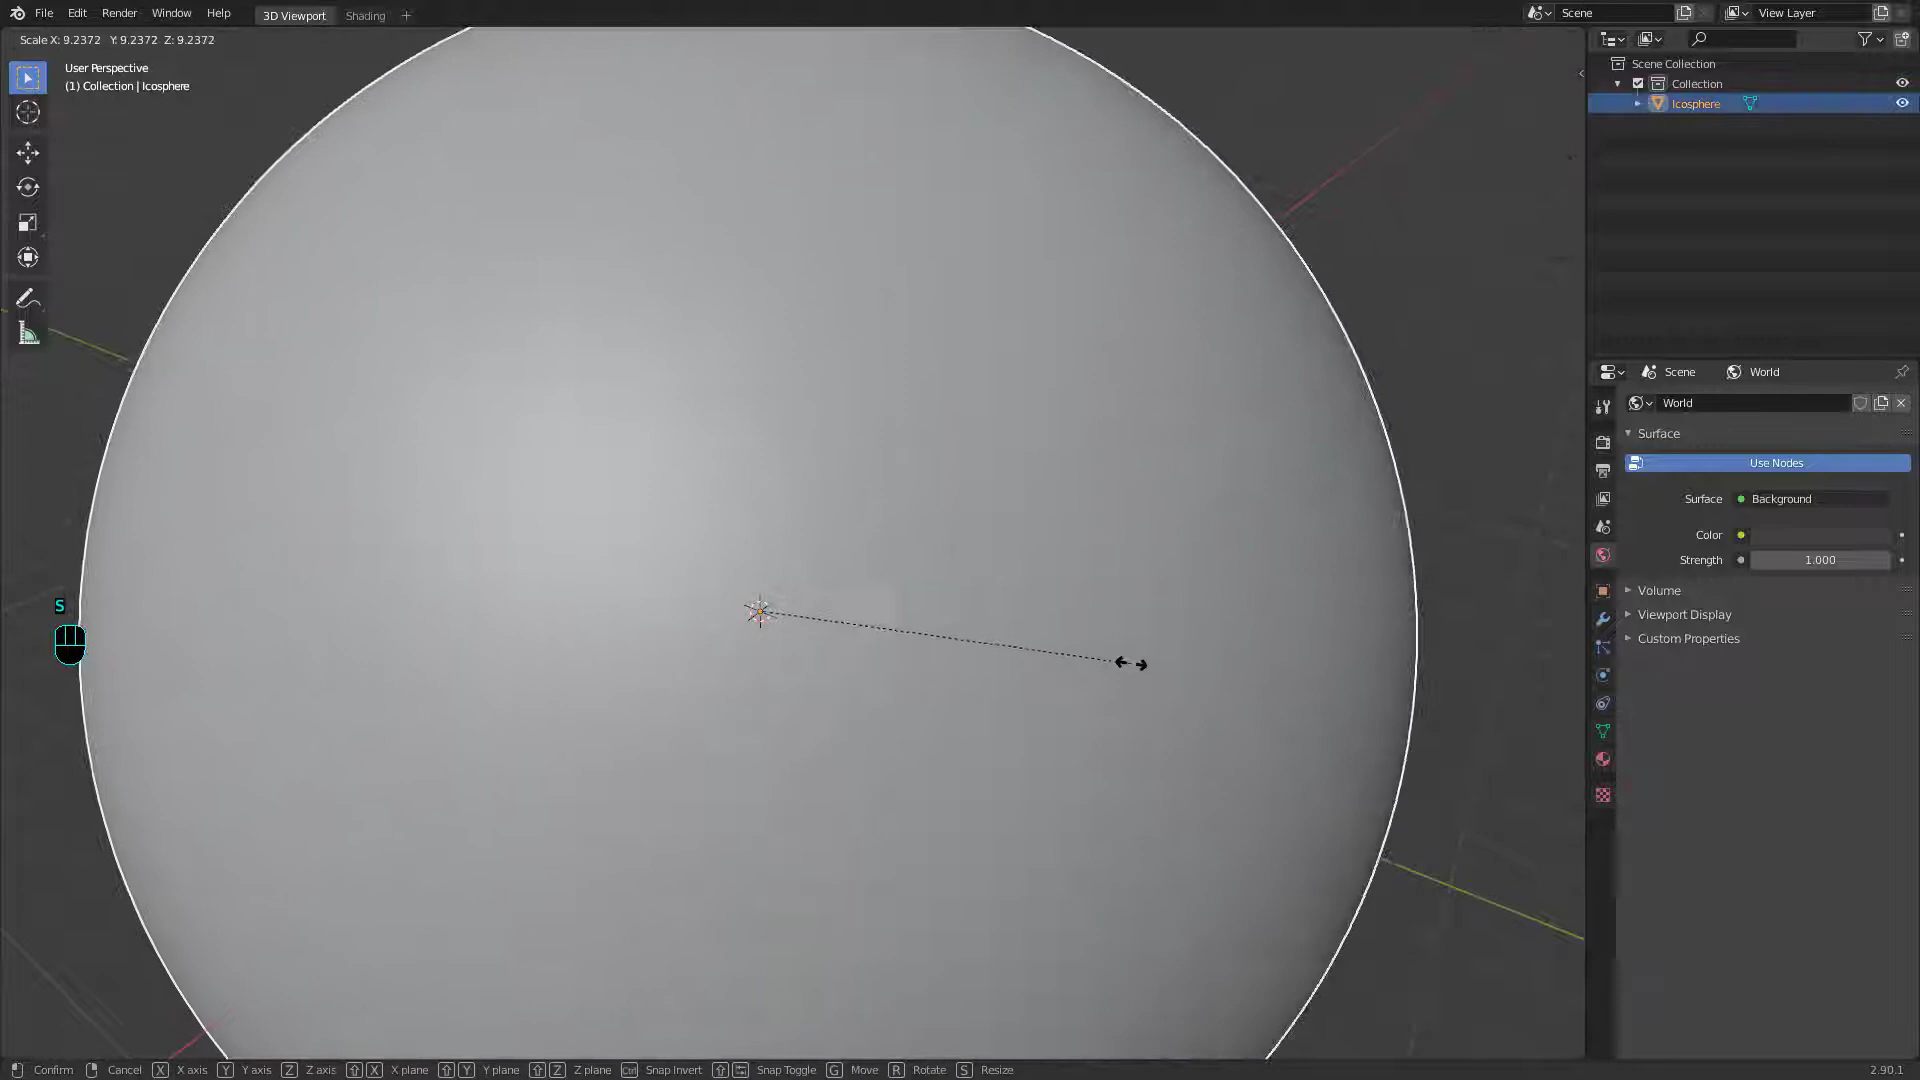 File Edit Render Window Help 3D Viewport Shading + Scene View Layer
Scale X: 9.2372 Y: 9.2372 Z: 9.2372
User Perspective
(1) Collection | Icosphere
Scene Collection
Collection
Icosphere
Scene World
World
Surface
Use Nodes
Surface Background
Color
Strength 1.000
Volume
Viewport Display
Custom Properties
S
Confirm Cancel X X axis Y Y axis Z Z axis X X plane Y Y plane Z Z plane Ctrl Snap Invert Snap Toggle G Move R Rotate S Resize 2.90.1